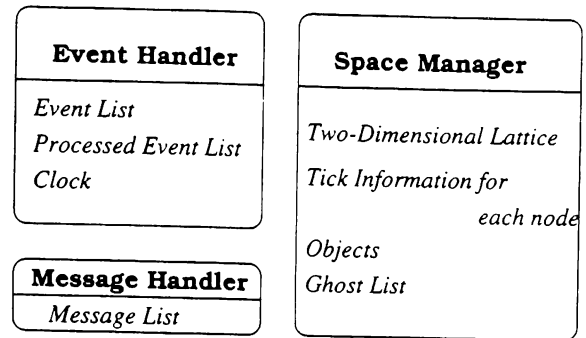 Event Handler
Event List
Processed Event List
Clock
Message Handler
Message List
Space Manager
Two-Dimensional Lattice
Tick Information for
each node
Objects
Ghost List